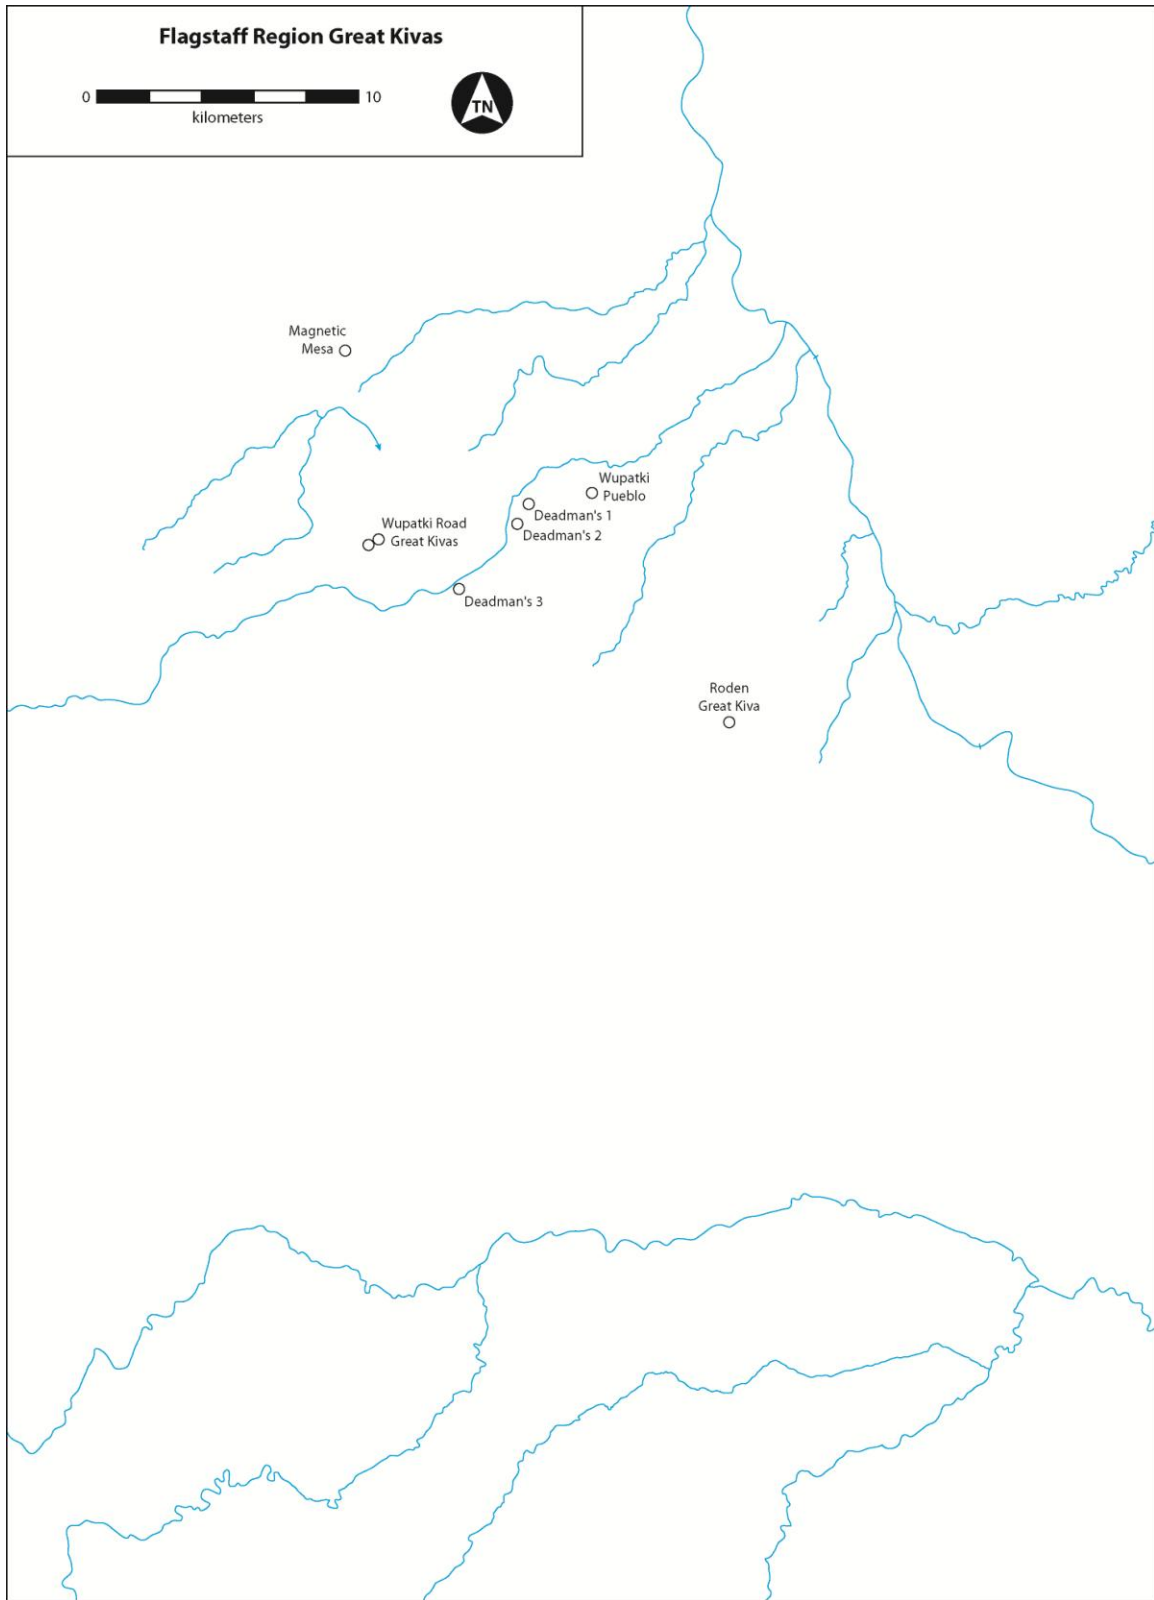 Flagstaff Region Great Kivas
0 10
kilometers
TN
Magnetic
Mesa
Wupatki
Pueblo
Deadman's 1
Deadman's 2
Wupatki Road
Great Kivas
Deadman's 3
Roden
Great Kiva